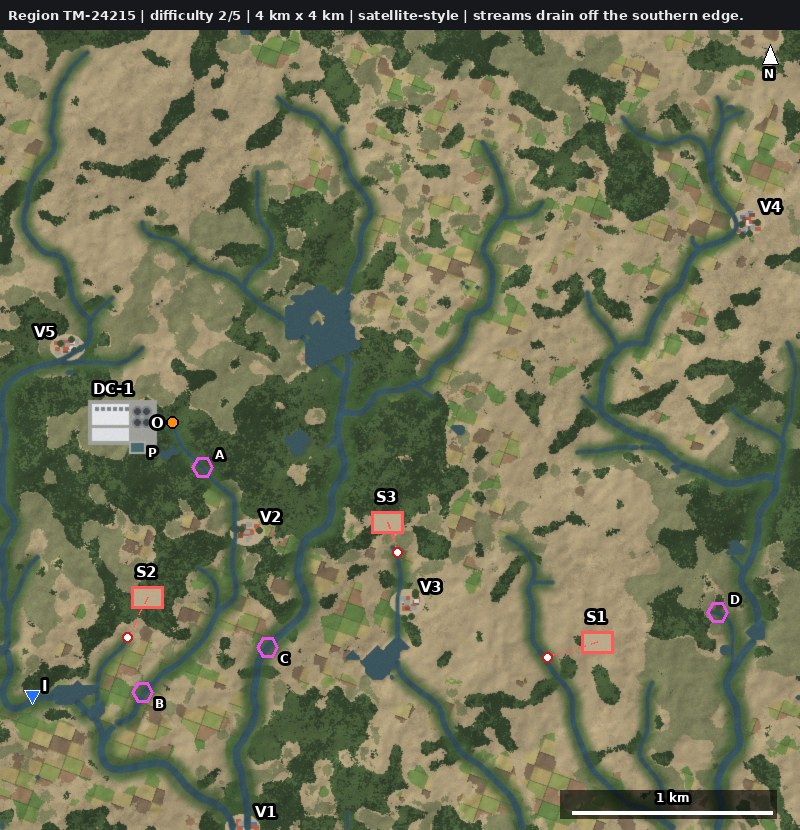 Region TM-24215 | difficulty 2/5 | 4 km x 4 km | satellite-style | streams drain off the southern edge.
N
V4
V5
DC-1
O
P
A
S3
V2
S2
V3
D
S1
C
I
B
1 km
V1